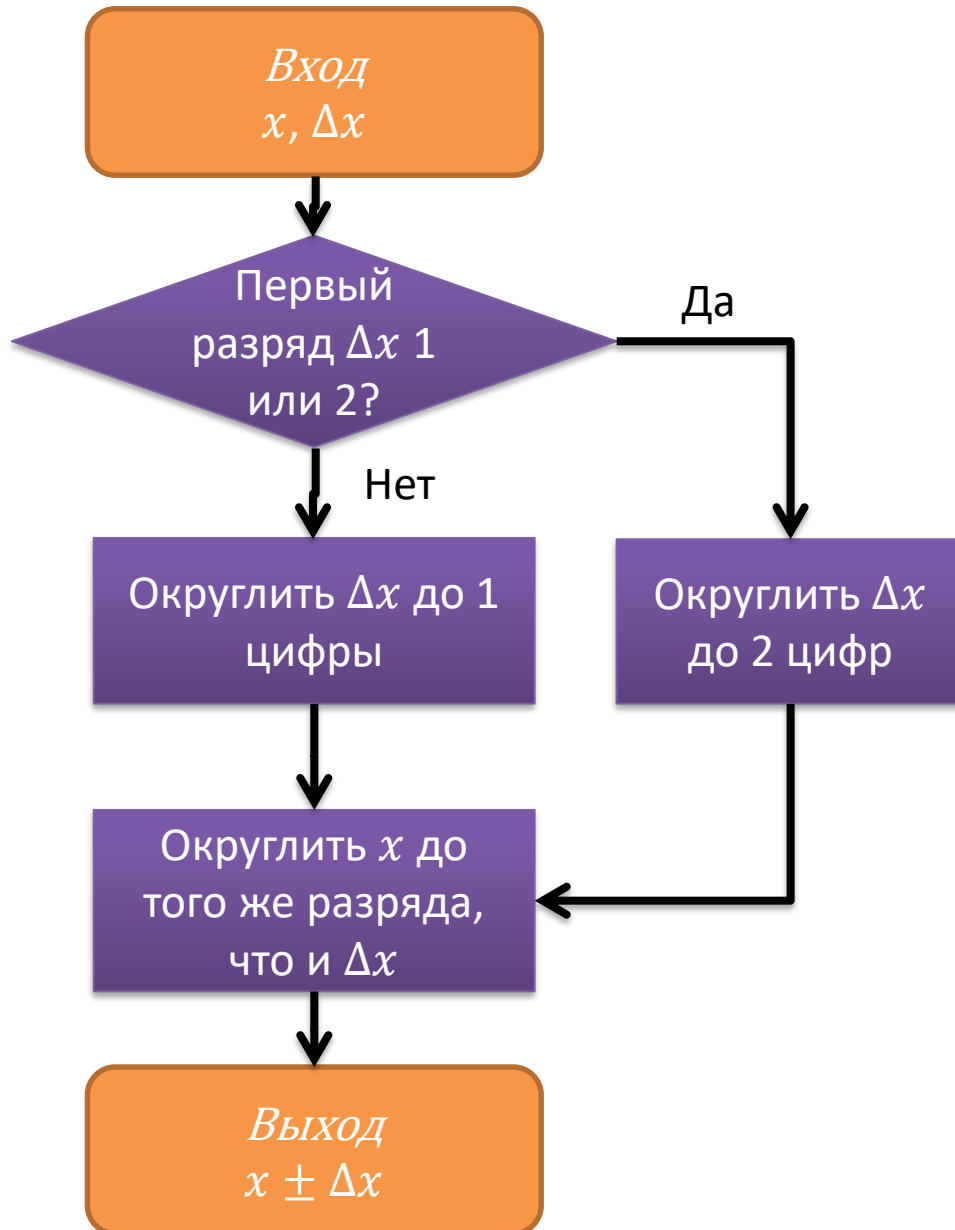 Вход
x, Δx
Первый
разряд Δx 1
или 2?
Да
Нет
Округлить Δx до 1
цифры
Округлить Δx
до 2 цифр
Округлить x до
того же разряда,
что и Δx
Выход
x ± Δx